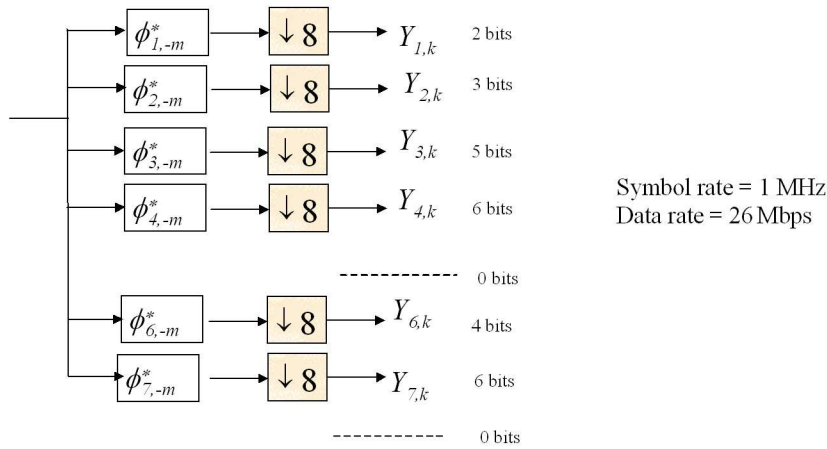 ϕ*1,-m ↓ 8 Y1,k 2 bits
ϕ*2,-m ↓ 8 Y2,k 3 bits
ϕ*3,-m ↓ 8 Y3,k 5 bits
ϕ*4,-m ↓ 8 Y4,k 6 bits
Symbol rate = 1 MHz
Data rate = 26 Mbps
0 bits
ϕ*6,-m ↓ 8 Y6,k 4 bits
ϕ*7,-m ↓ 8 Y7,k 6 bits
0 bits